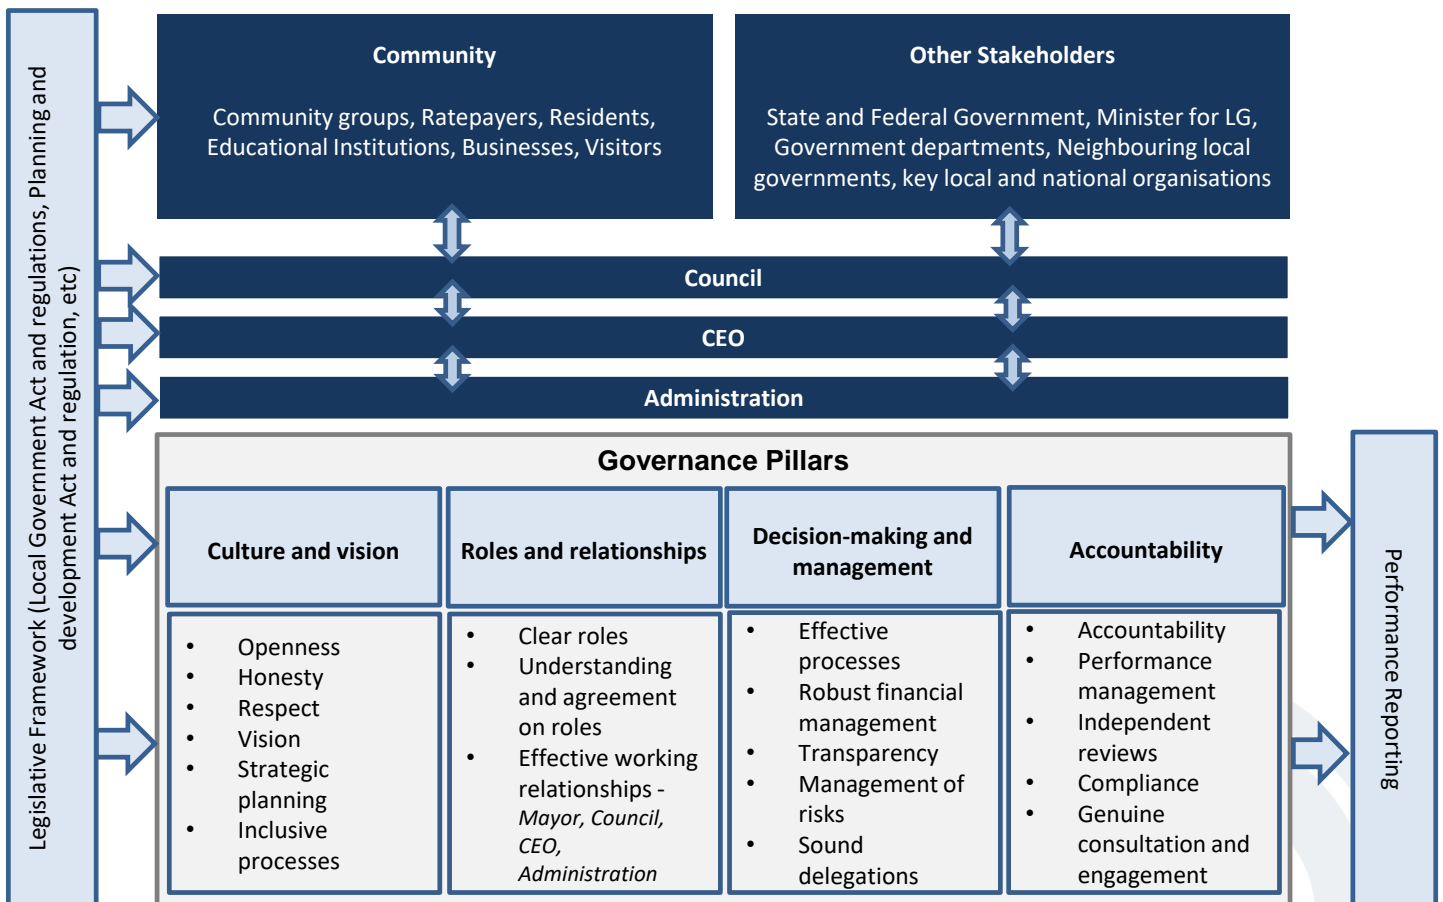 Legislative Framework (Local Government Act and regulations, Planning and
development Act and regulation, etc)
Community
Community groups, Ratepayers, Residents,
Educational Institutions, Businesses, Visitors
Other Stakeholders
State and Federal Government, Minister for LG,
Government departments, Neighbouring local
governments, key local and national organisations
Council
CEO
Administration
Governance Pillars
Culture and vision
• Openness
• Honesty
• Respect
• Vision
• Strategic
planning
• Inclusive
processes
Roles and relationships
• Clear roles
• Understanding
and agreement
on roles
• Effective working
relationships -
Mayor, Council,
CEO,
Administration
Decision-making and
management
• Effective
processes
• Robust financial
management
• Transparency
• Management of
risks
• Sound
delegations
Accountability
• Accountability
• Performance
management
• Independent
reviews
• Compliance
• Genuine
consultation and
engagement
Performance Reporting